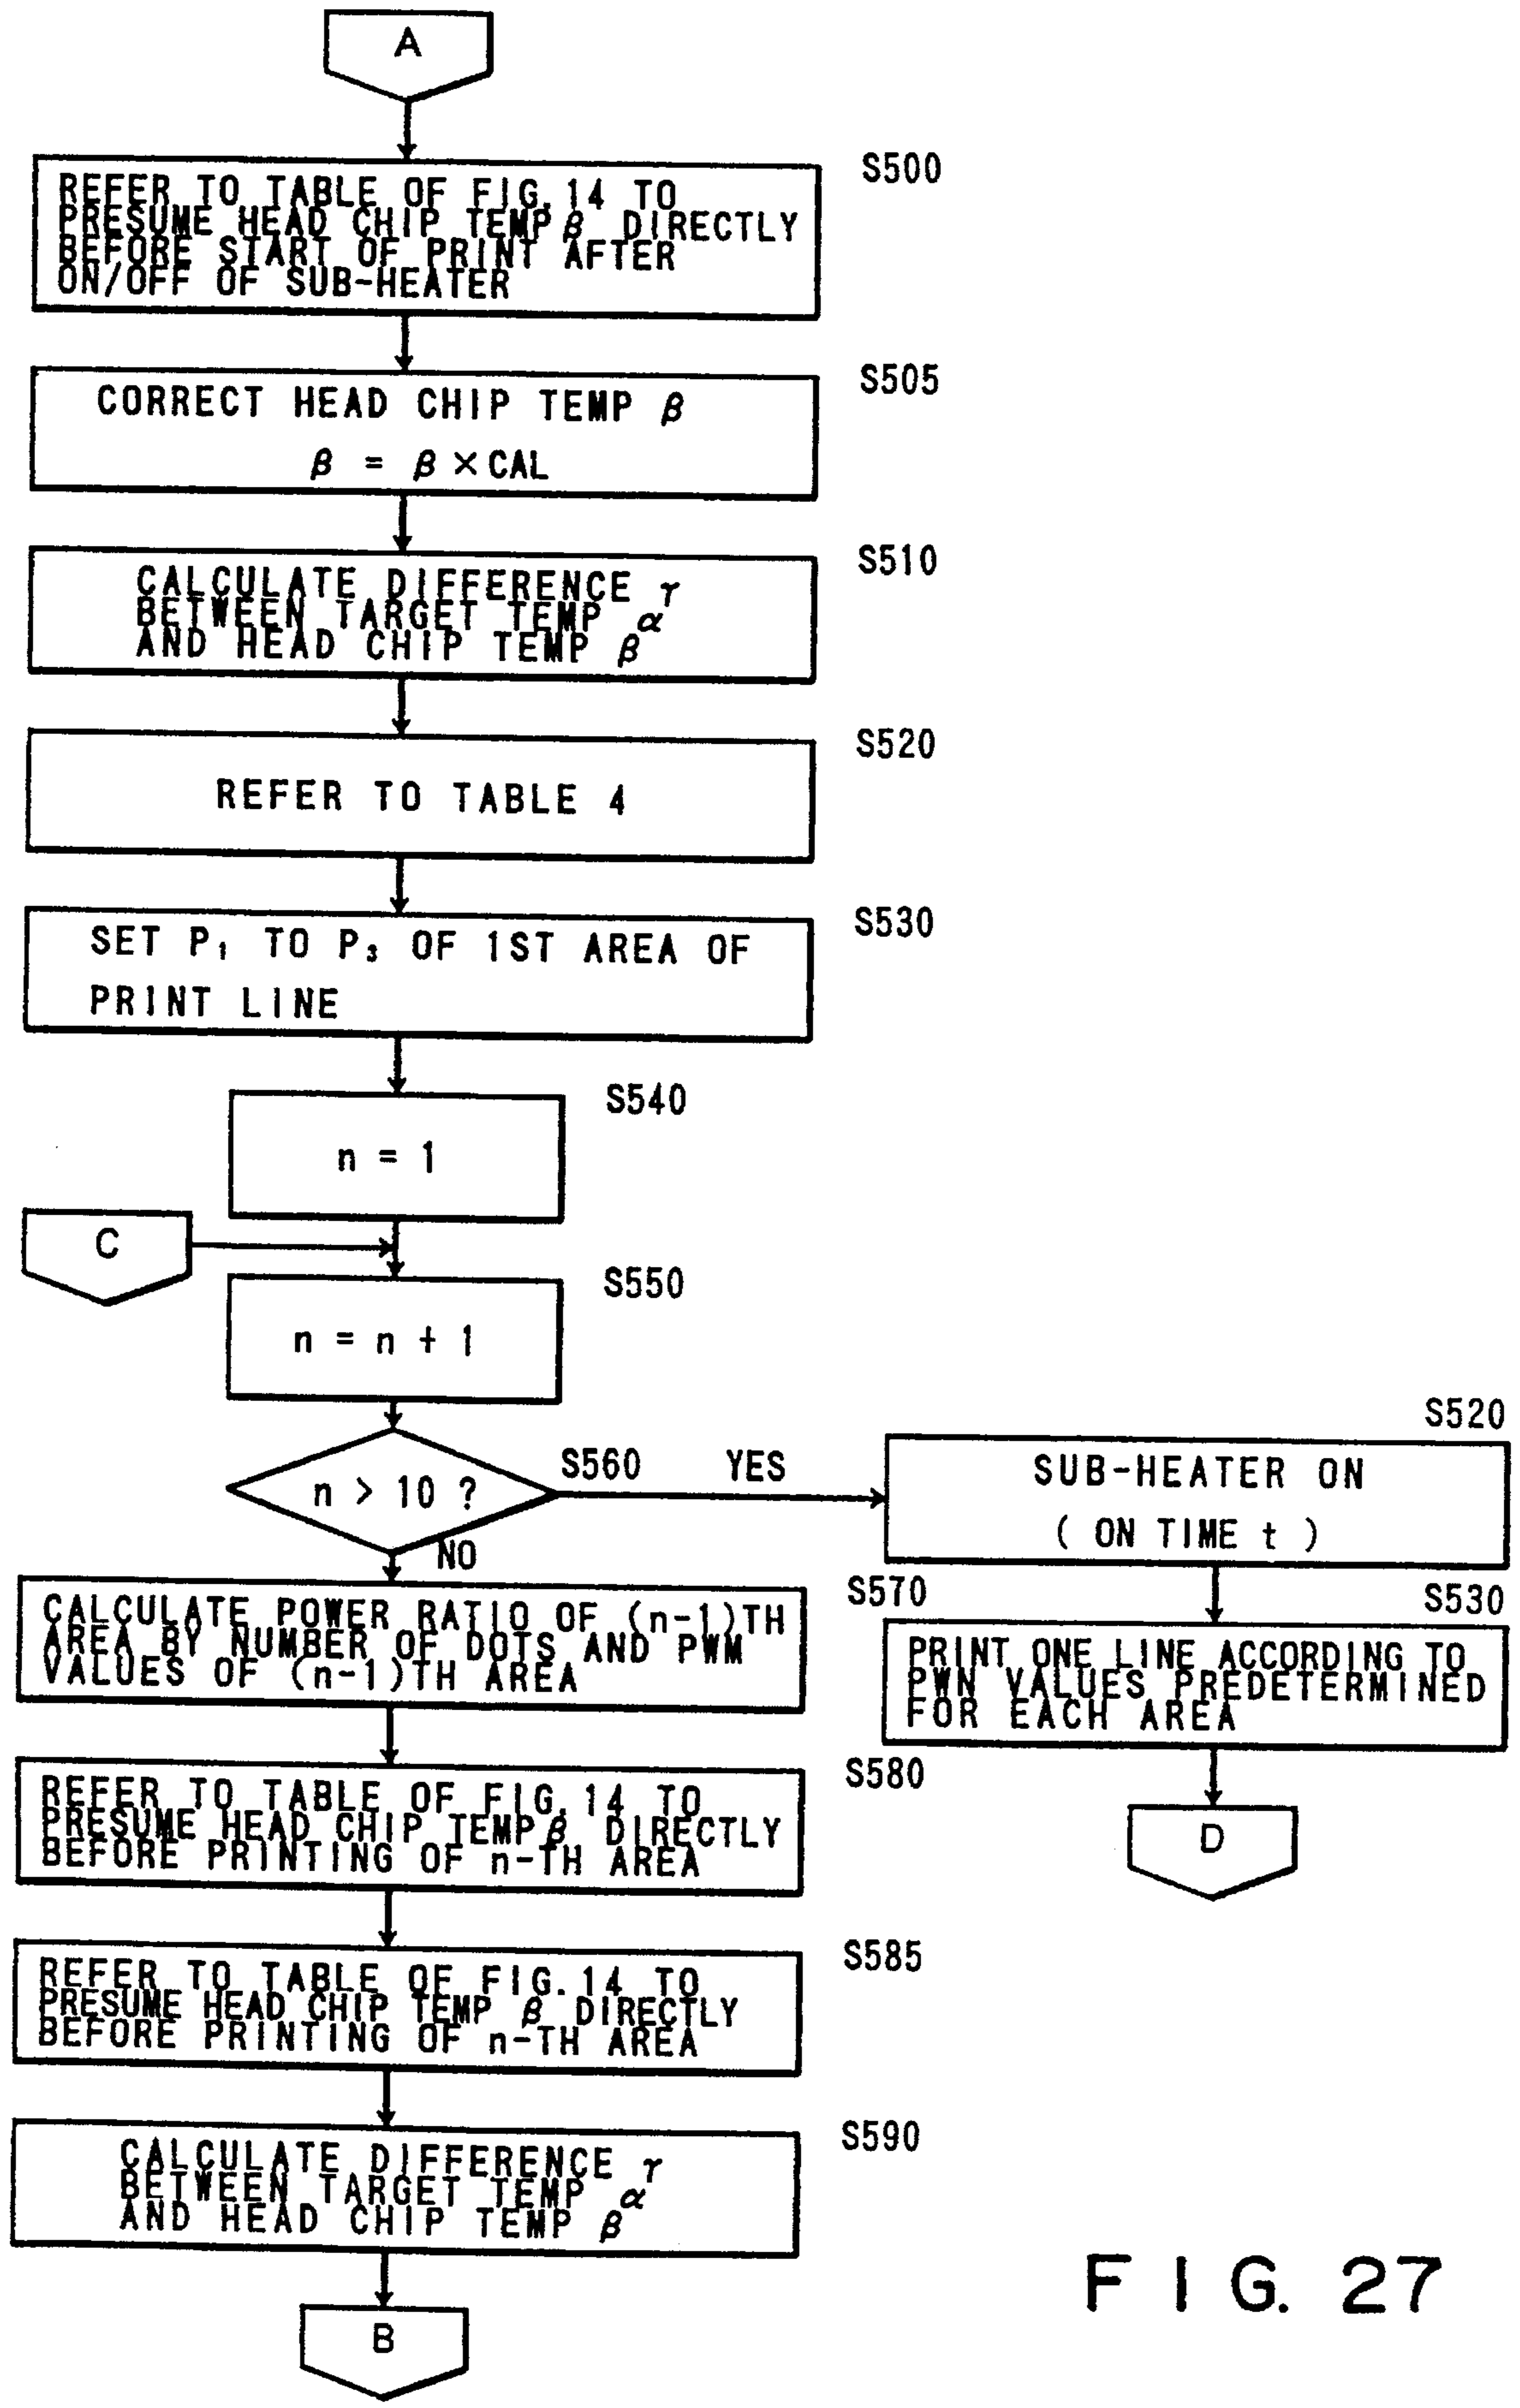 A
S500
REFER TO TABLE OF FIG.14 TO
PRESUME HEAD CHIP TEMP β DIRECTLY
BEFORE START OF PRINT AFTER
ON/OFF OF SUB-HEATER
S505
CORRECT HEAD CHIP TEMP β
β = β × CAL
S510
CALCULATE DIFFERENCE γ
BETWEEN TARGET TEMP α
AND HEAD CHIP TEMP β
S520
REFER TO TABLE 4
S530
SET P₁ TO P₃ OF 1ST AREA OF
PRINT LINE
S540
n = 1
C
S550
n = n + 1
S560
n > 10 ?
YES
NO
S520
SUB-HEATER ON
( ON TIME t )
S530
PRINT ONE LINE ACCORDING TO
PWN VALUES PREDETERMINED
FOR EACH AREA
D
S570
CALCULATE POWER RATIO OF (n-1)TH
AREA BY NUMBER OF DOTS AND PWM
VALUES OF (n-1)TH AREA
S580
REFER TO TABLE OF FIG.14 TO
PRESUME HEAD CHIP TEMP β DIRECTLY
BEFORE PRINTING OF n-TH AREA
S585
REFER TO TABLE OF FIG.14 TO
PRESUME HEAD CHIP TEMP β DIRECTLY
BEFORE PRINTING OF n-TH AREA
S590
CALCULATE DIFFERENCE γ
BETWEEN TARGET TEMP α
AND HEAD CHIP TEMP β
B
FIG. 27